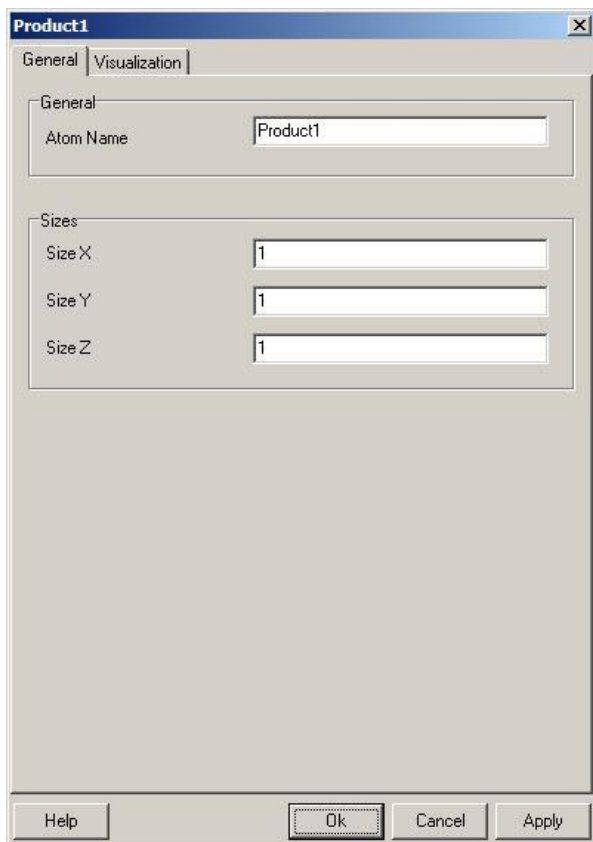 Product1
General Visualization
General
Atom Name Product1
Sizes
Size X 1
Size Y 1
Size Z 1
Help Ok Cancel Apply